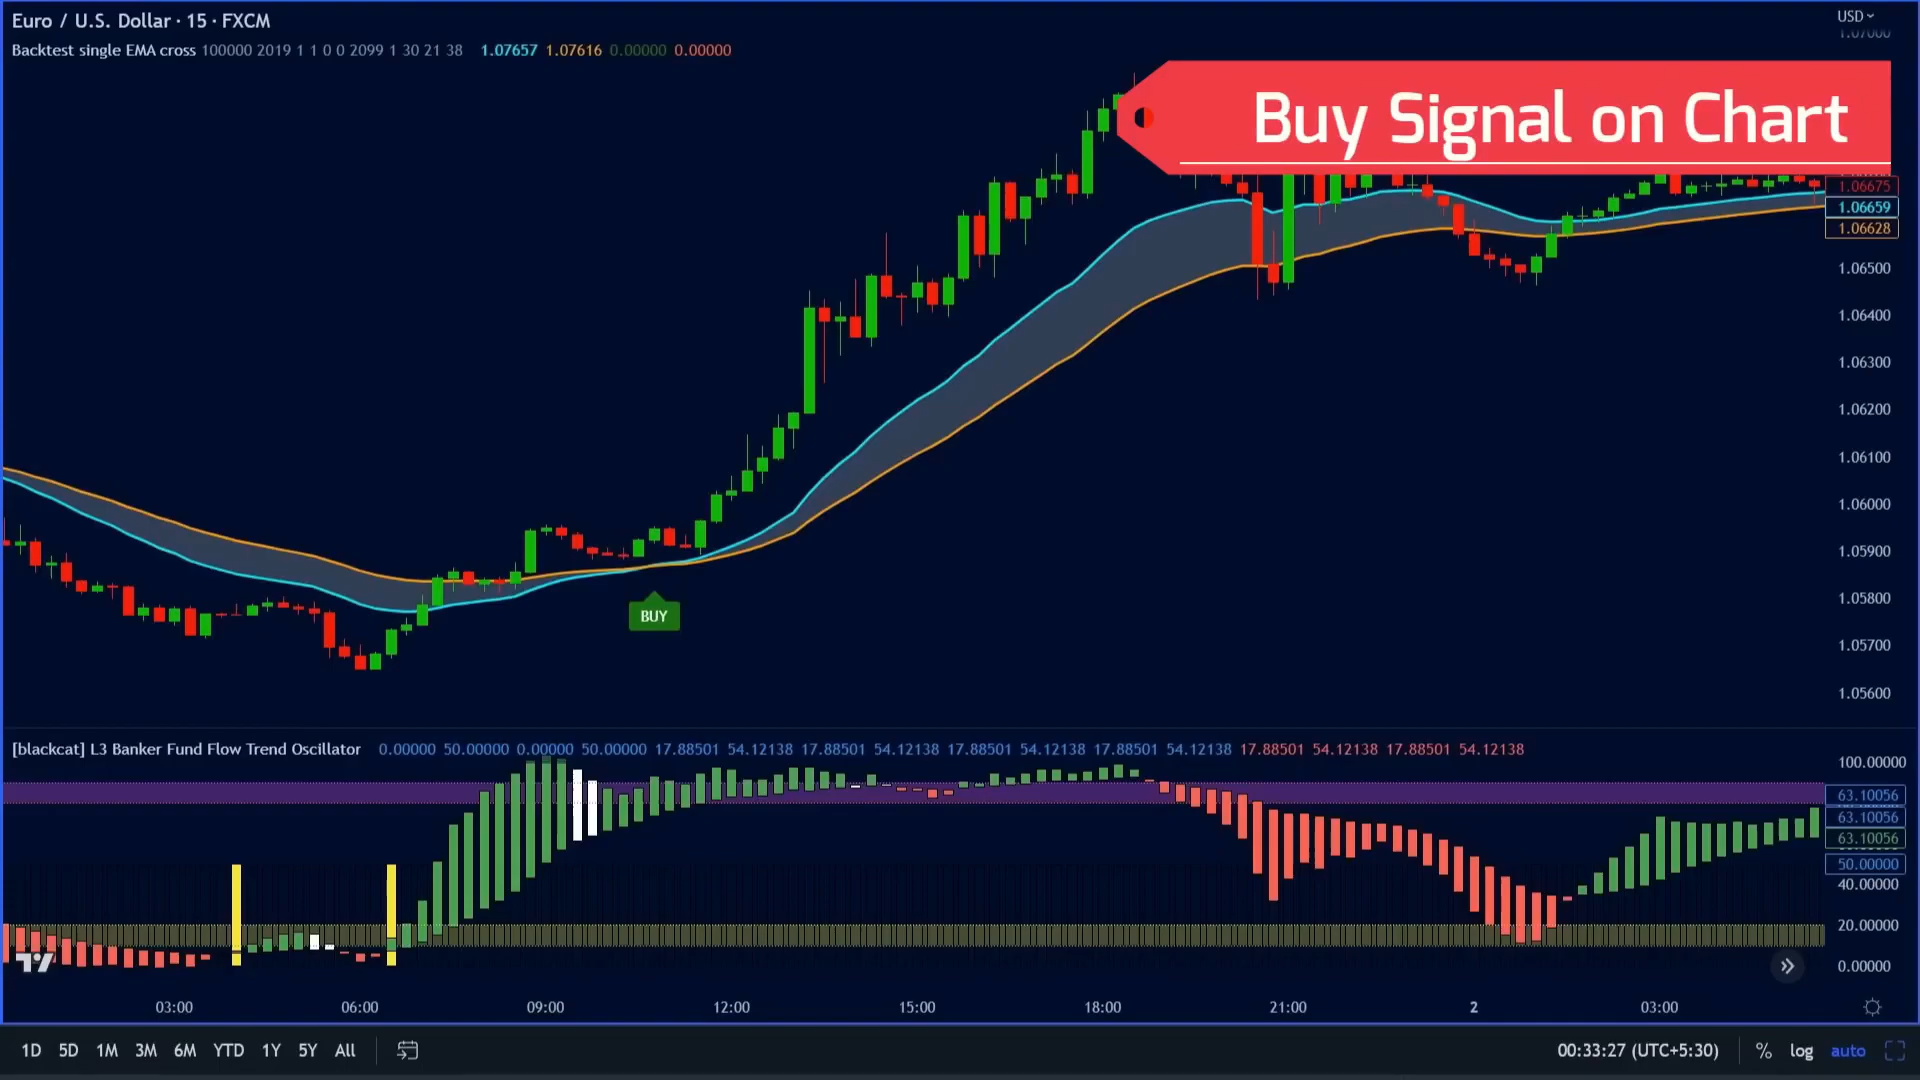 Euro / U.S. Dollar · 15 · FXCM
USD
1.07000
Backtest single EMA cross 100000 2019 1 1 0 0 2099 1 30 21 38 1.07657 1.07616 0.00000 0.00000
Buy Signal on Chart
1.06675
1.06659
1.06628
1.06500
1.06400
1.06300
1.06200
1.06100
1.06000
1.05900
1.05800
BUY
1.05700
1.05600
[blackcat] L3 Banker Fund Flow Trend Oscillator 0.00000 50.00000 0.00000 50.00000 17.88501 54.12138 17.88501 54.12138 17.88501 54.12138 17.88501 54.12138 17.88501 54.12138 17.88501 54.12138
100.00000
63.10056
63.10056
63.10056
50.00000
40.00000
20.00000
0.00000
03:00 06:00 09:00 12:00 15:00 18:00 21:00 2 03:00
1D 5D 1M 3M 6M YTD 1Y 5Y All 00:33:27 (UTC+5:30) % log auto